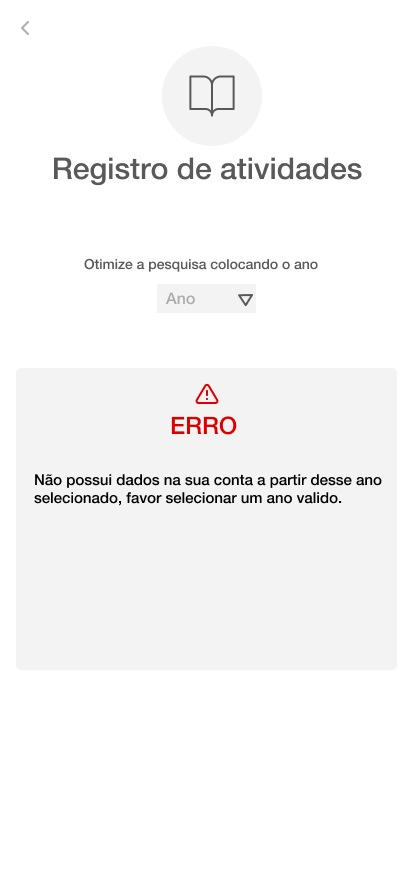 Registro de atividades
Otimize a pesquisa colocando o ano
Ano
ERRO
Não possui dados na sua conta a partir desse ano
selecionado, favor selecionar um ano valido.